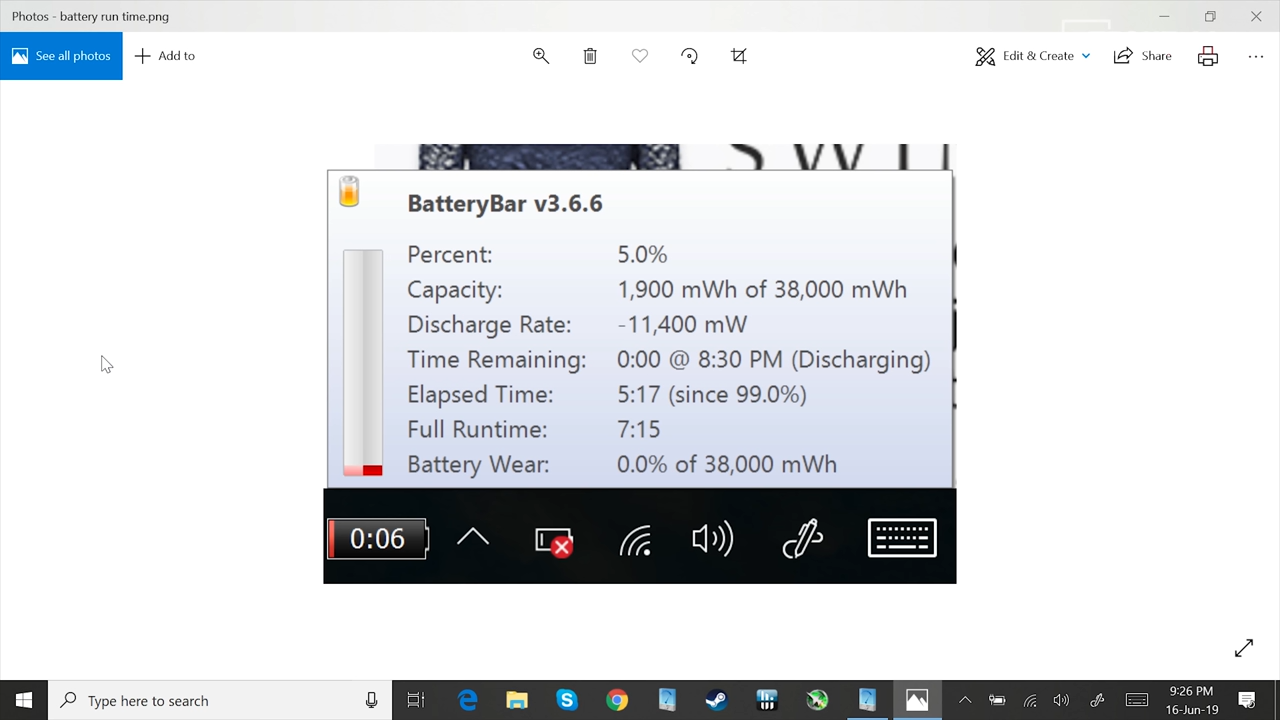 Photos - battery run time.png
See all photos
Add to
Edit & Create
Share
BatteryBar v3.6.6
Percent: 5.0%
Capacity: 1,900 mWh of 38,000 mWh
Discharge Rate: -11,400 mW
Time Remaining: 0:00 @ 8:30 PM (Discharging)
Elapsed Time: 5:17 (since 99.0%)
Full Runtime: 7:15
Battery Wear: 0.0% of 38,000 mWh
0:06
Type here to search
9:26 PM
16-Jun-19